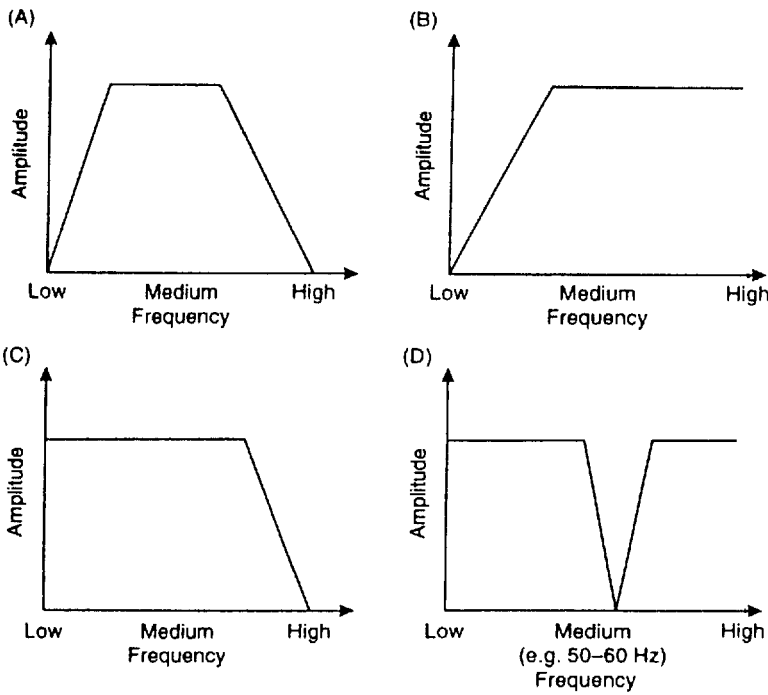 (A)
Amplitude
Low Medium High
Frequency
(B)
Amplitude
Low Medium High
Frequency
(C)
Amplitude
Low Medium High
Frequency
(D)
Amplitude
Low Medium High
(e.g. 50–60 Hz)
Frequency